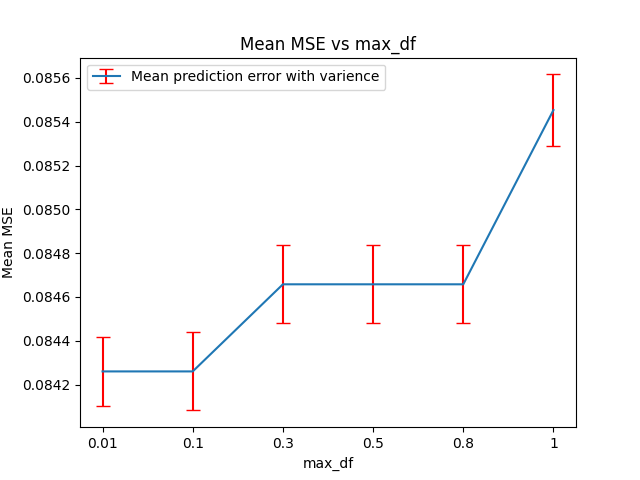 Mean MSE vs max_df
Mean prediction error with varience
Mean MSE
0.0856
0.0854
0.0852
0.0850
0.0848
0.0846
0.0844
0.0842
0.01 0.1 0.3 0.5 0.8 1
max_df